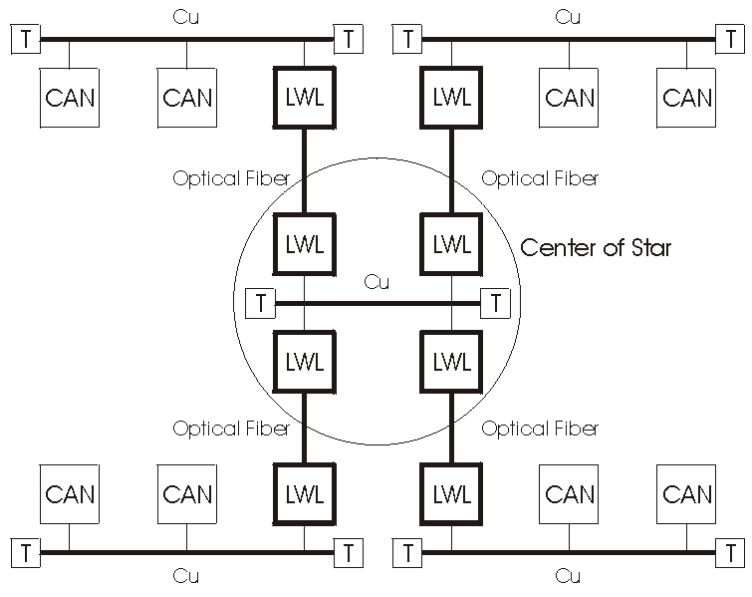 Cu Cu
T T T T
CAN CAN LWL LWL CAN CAN
Optical Fiber Optical Fiber
LWL LWL Center of Star
Cu
T T
LWL LWL
Optical Fiber Optical Fiber
CAN CAN LWL LWL CAN CAN
T T T T
Cu Cu